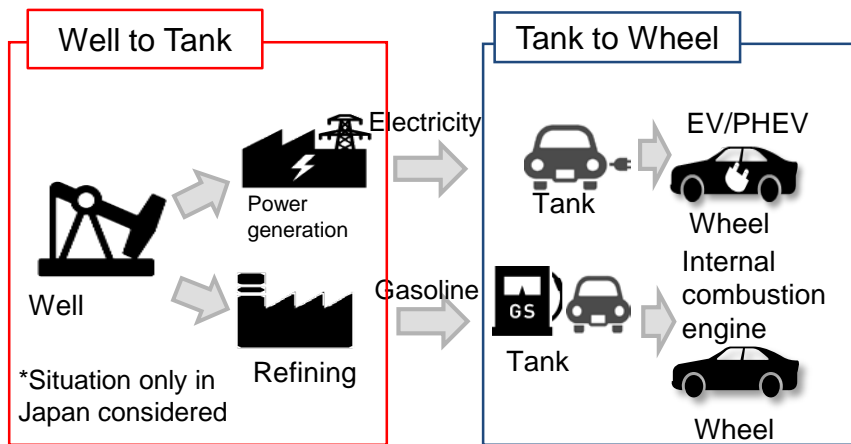 Well to Tank
Tank to Wheel
Electricity
EV/PHEV
Power
generation
Tank
Wheel
Well
Gasoline
Internal
combustion
engine
GS
Refining
Tank
*Situation only in
Japan considered
Wheel